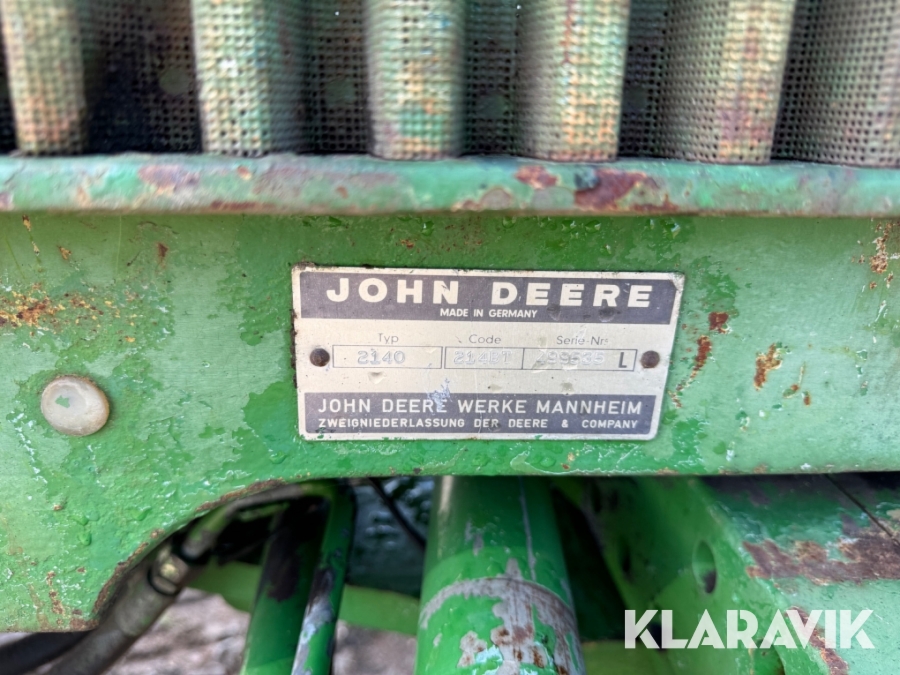 JOHN DEERE
MADE IN GERMANY
Typ Code Serie-Nr.
2140 L
JOHN DEERE WERKE MANNHEIM
ZWEIGNIEDERLASSUNG DER DEERE & COMPANY
KLARAVIK